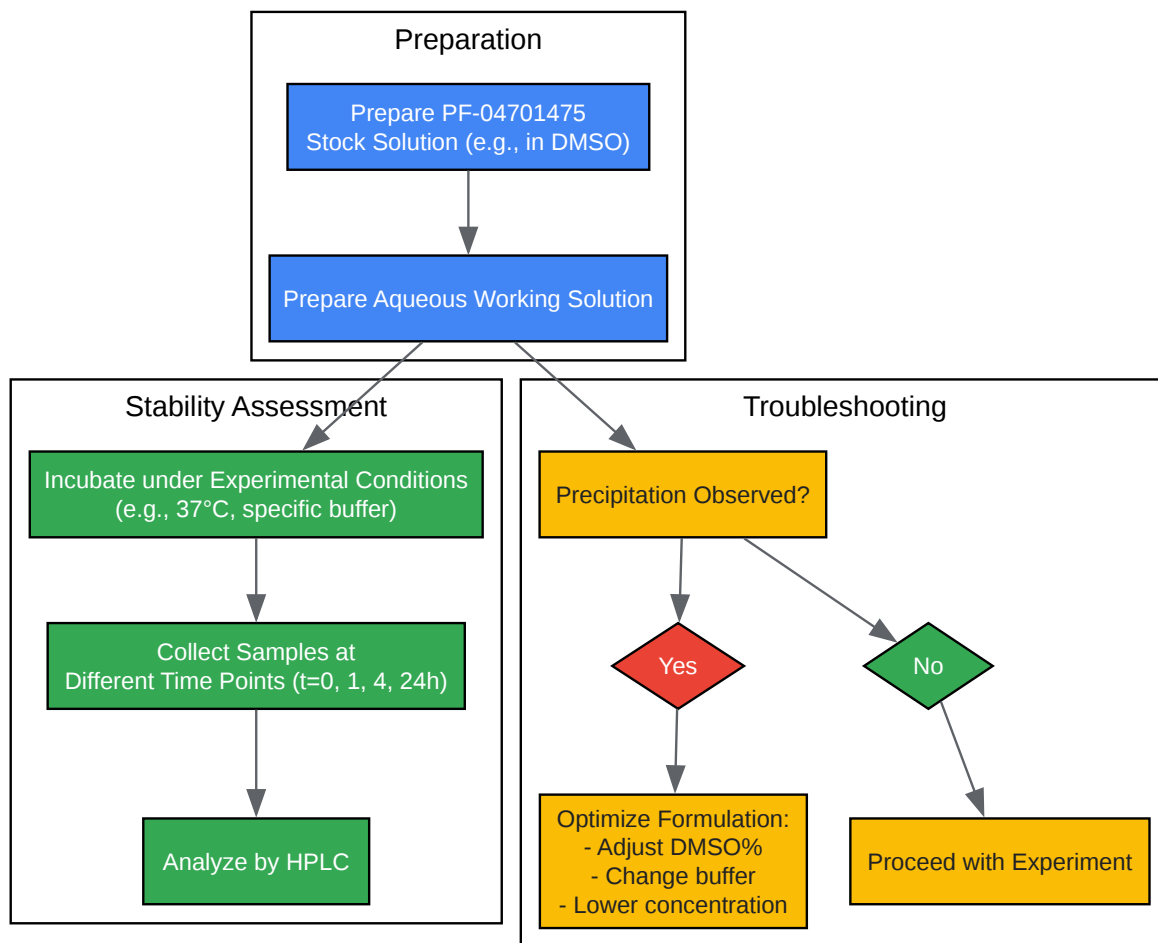 Preparation
Prepare PF-04701475
Stock Solution (e.g., in DMSO)
Prepare Aqueous Working Solution
Stability Assessment
Incubate under Experimental Conditions
(e.g., 37°C, specific buffer)
Collect Samples at
Different Time Points (t=0, 1, 4, 24h)
Analyze by HPLC
Troubleshooting
Precipitation Observed?
Yes
No
Optimize Formulation:
- Adjust DMSO%
- Change buffer
- Lower concentration
Proceed with Experiment